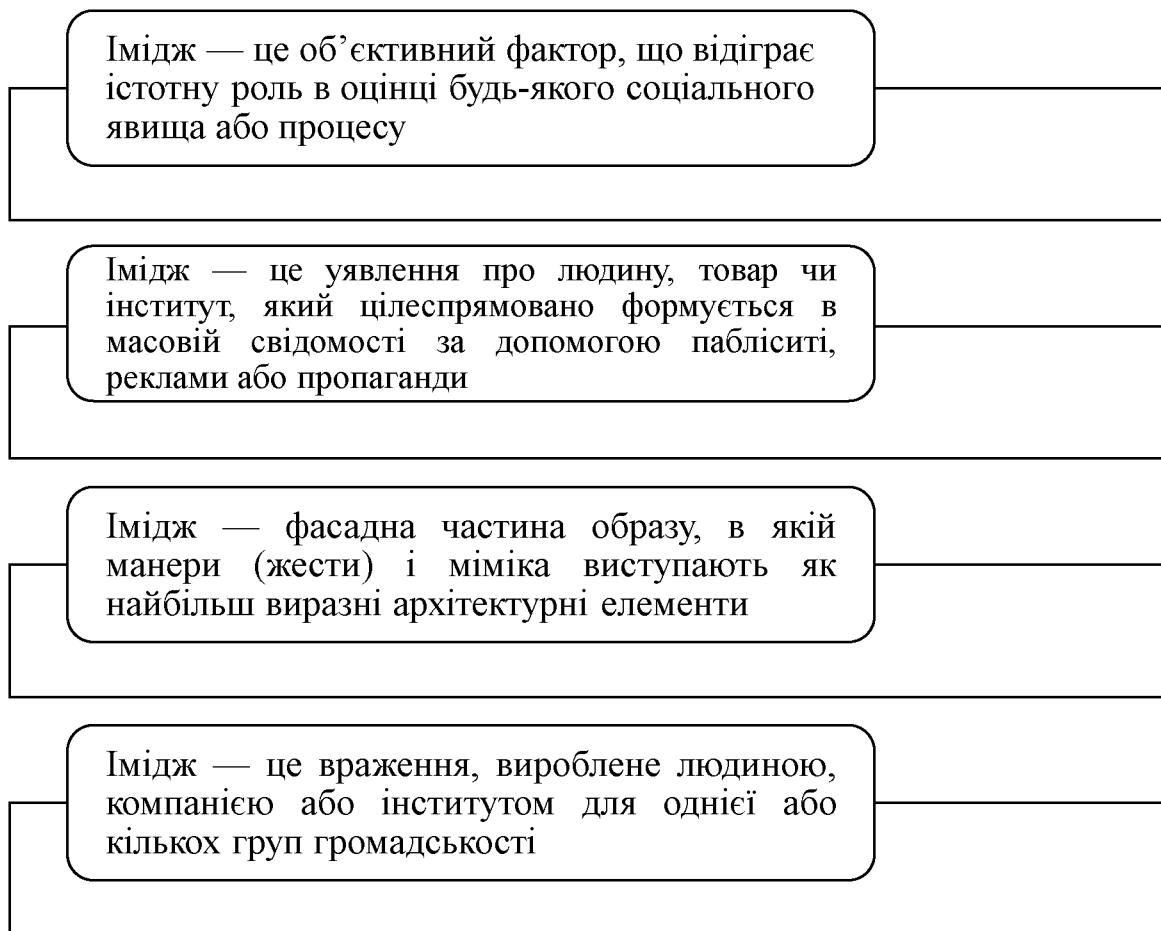 Імідж — це об’єктивний фактор, що відіграє
істотну роль в оцінці будь-якого соціального
явища або процесу
Імідж — це уявлення про людину, товар чи
інститут, який цілеспрямовано формується в
масовій свідомості за допомогою пабліситі,
реклами або пропаганди
Імідж — фасадна частина образу, в якій
манери (жести) і міміка виступають як
найбільш виразні архітектурні елементи
Імідж — це враження, вироблене людиною,
компанією або інститутом для однієї або
кількох груп громадськості